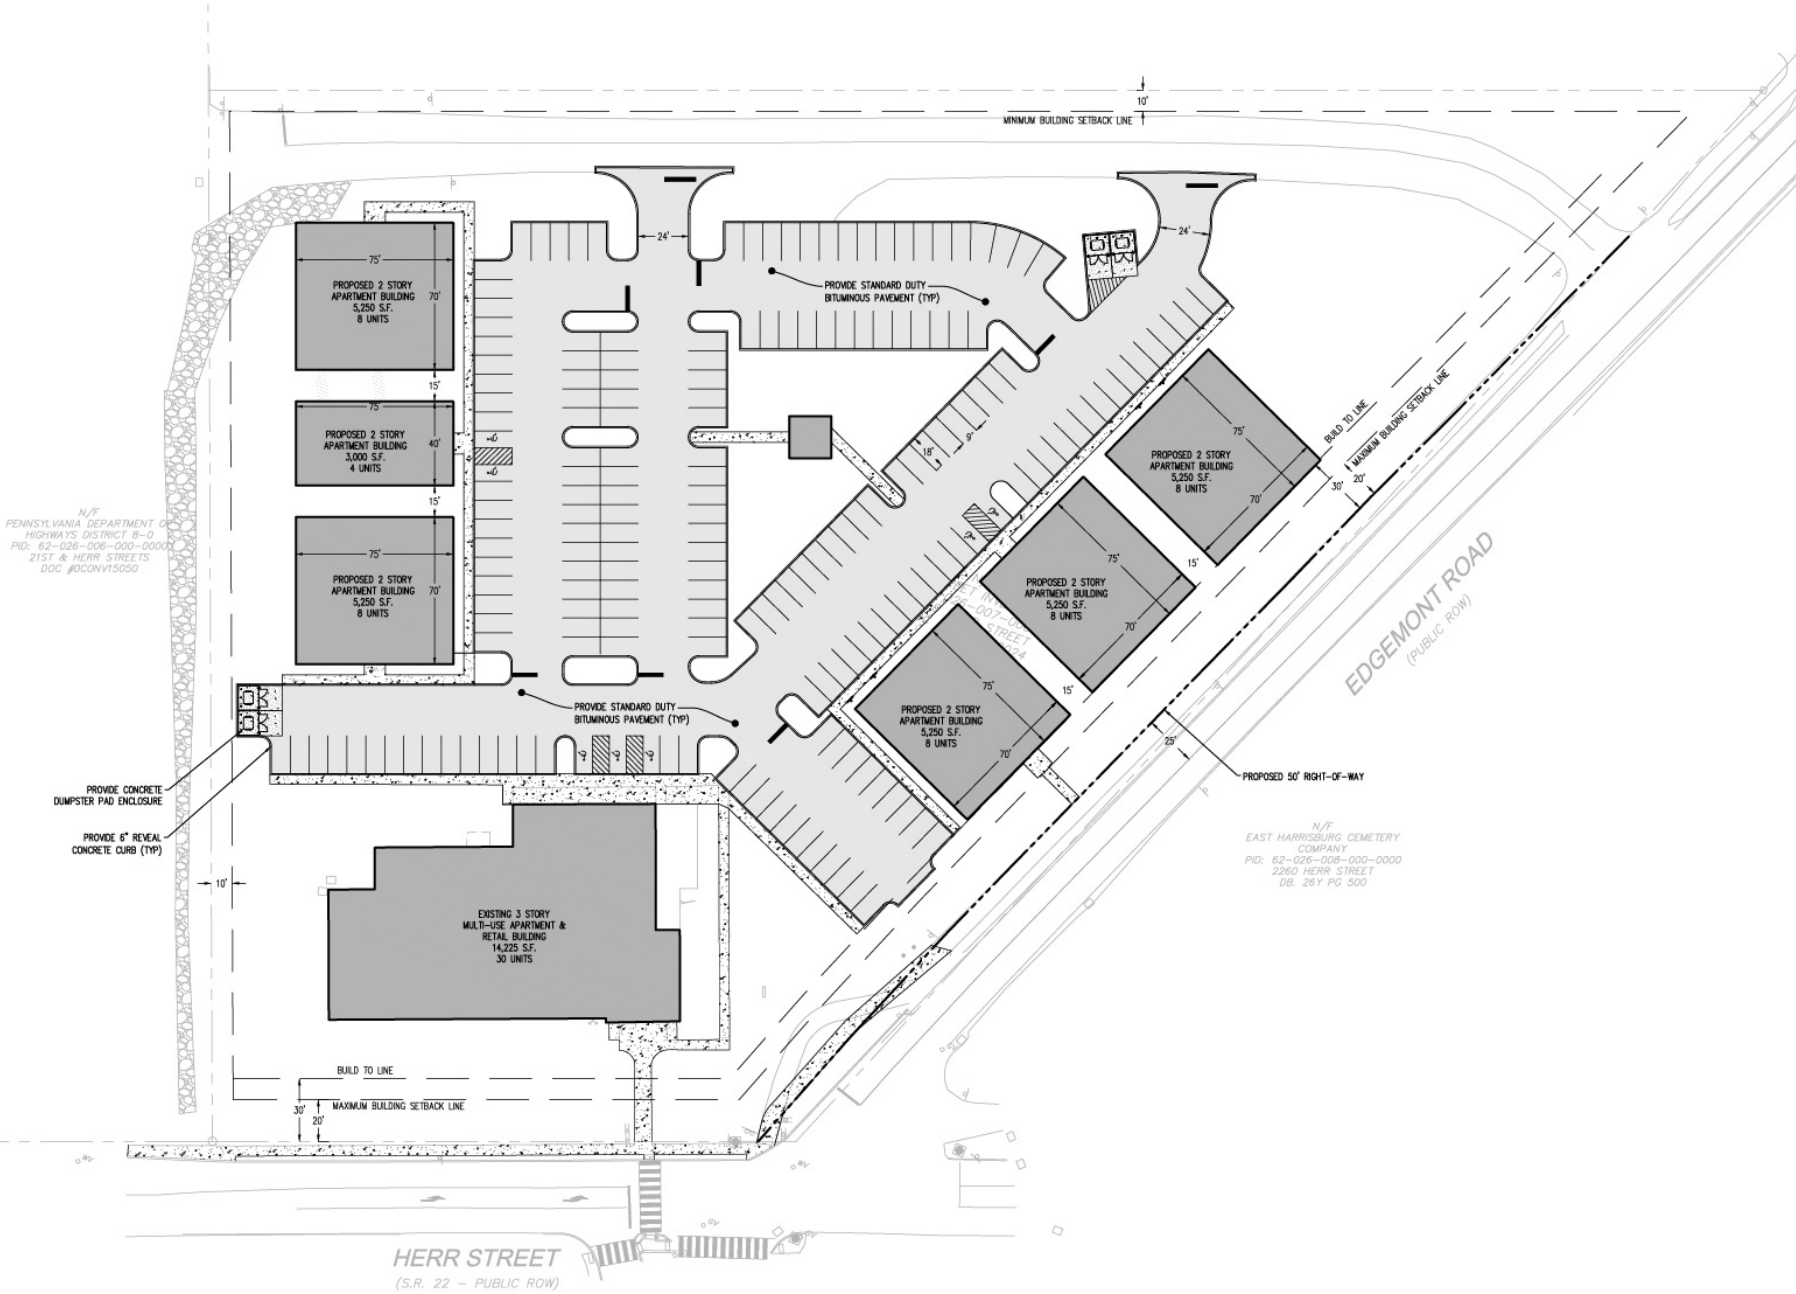 10'
MINIMUM BUILDING SETBACK LINE
24'
24'
75'
70'
PROPOSED 2 STORY
APARTMENT BUILDING
5,250 S.F.
8 UNITS
PROVIDE STANDARD DUTY
BITUMINOUS PAVEMENT (TYP)
15'
75'
40'
PROPOSED 2 STORY
APARTMENT BUILDING
3,000 S.F.
4 UNITS
15'
75'
70'
PROPOSED 2 STORY
APARTMENT BUILDING
5,250 S.F.
8 UNITS
18'
9'
75'
70'
PROPOSED 2 STORY
APARTMENT BUILDING
5,250 S.F.
8 UNITS
BUILD TO LINE
MAXIMUM BUILDING SETBACK LINE
20'
30'
15'
75'
70'
PROPOSED 2 STORY
APARTMENT BUILDING
5,250 S.F.
8 UNITS
15'
75'
70'
PROPOSED 2 STORY
APARTMENT BUILDING
5,250 S.F.
8 UNITS
STREET
N/F
PENNSYLVANIA DEPARTMENT O
HIGHWAYS DISTRICT 8-0
PID: 62-026-006-000-0000
21ST & HERR STREETS
DOC #0CONV15050
EDGEMONT ROAD
(PUBLIC ROW)
PROVIDE STANDARD DUTY
BITUMINOUS PAVEMENT (TYP)
25'
PROPOSED 50' RIGHT-OF-WAY
PROVIDE CONCRETE
DUMPSTER PAD ENCLOSURE
PROVIDE 6" REVEAL
CONCRETE CURB (TYP)
N/F
EAST HARRISBURG CEMETERY
COMPANY
PID: 62-026-008-000-0000
2260 HERR STREET
DB. 26Y PG 500
10'
EXISTING 3 STORY
MULTI-USE APARTMENT &
RETAIL BUILDING
14,225 S.F.
30 UNITS
BUILD TO LINE
MAXIMUM BUILDING SETBACK LINE
30'
20'
HERR STREET
(S.R. 22 - PUBLIC ROW)